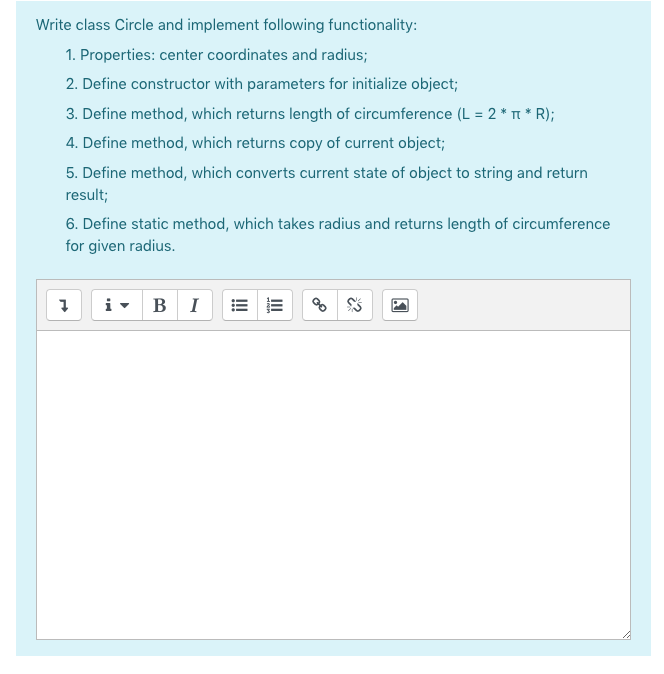 Write class Circle and implement following functionality:
1. Properties: center coordinates and radius;
2. Define constructor with parameters for initialize object;
3. Define method, which returns length of circumference (L = 2 * π * R);
4. Define method, which returns copy of current object;
5. Define method, which converts current state of object to string and return
result;
6. Define static method, which takes radius and returns length of circumference
for given radius.
i B I